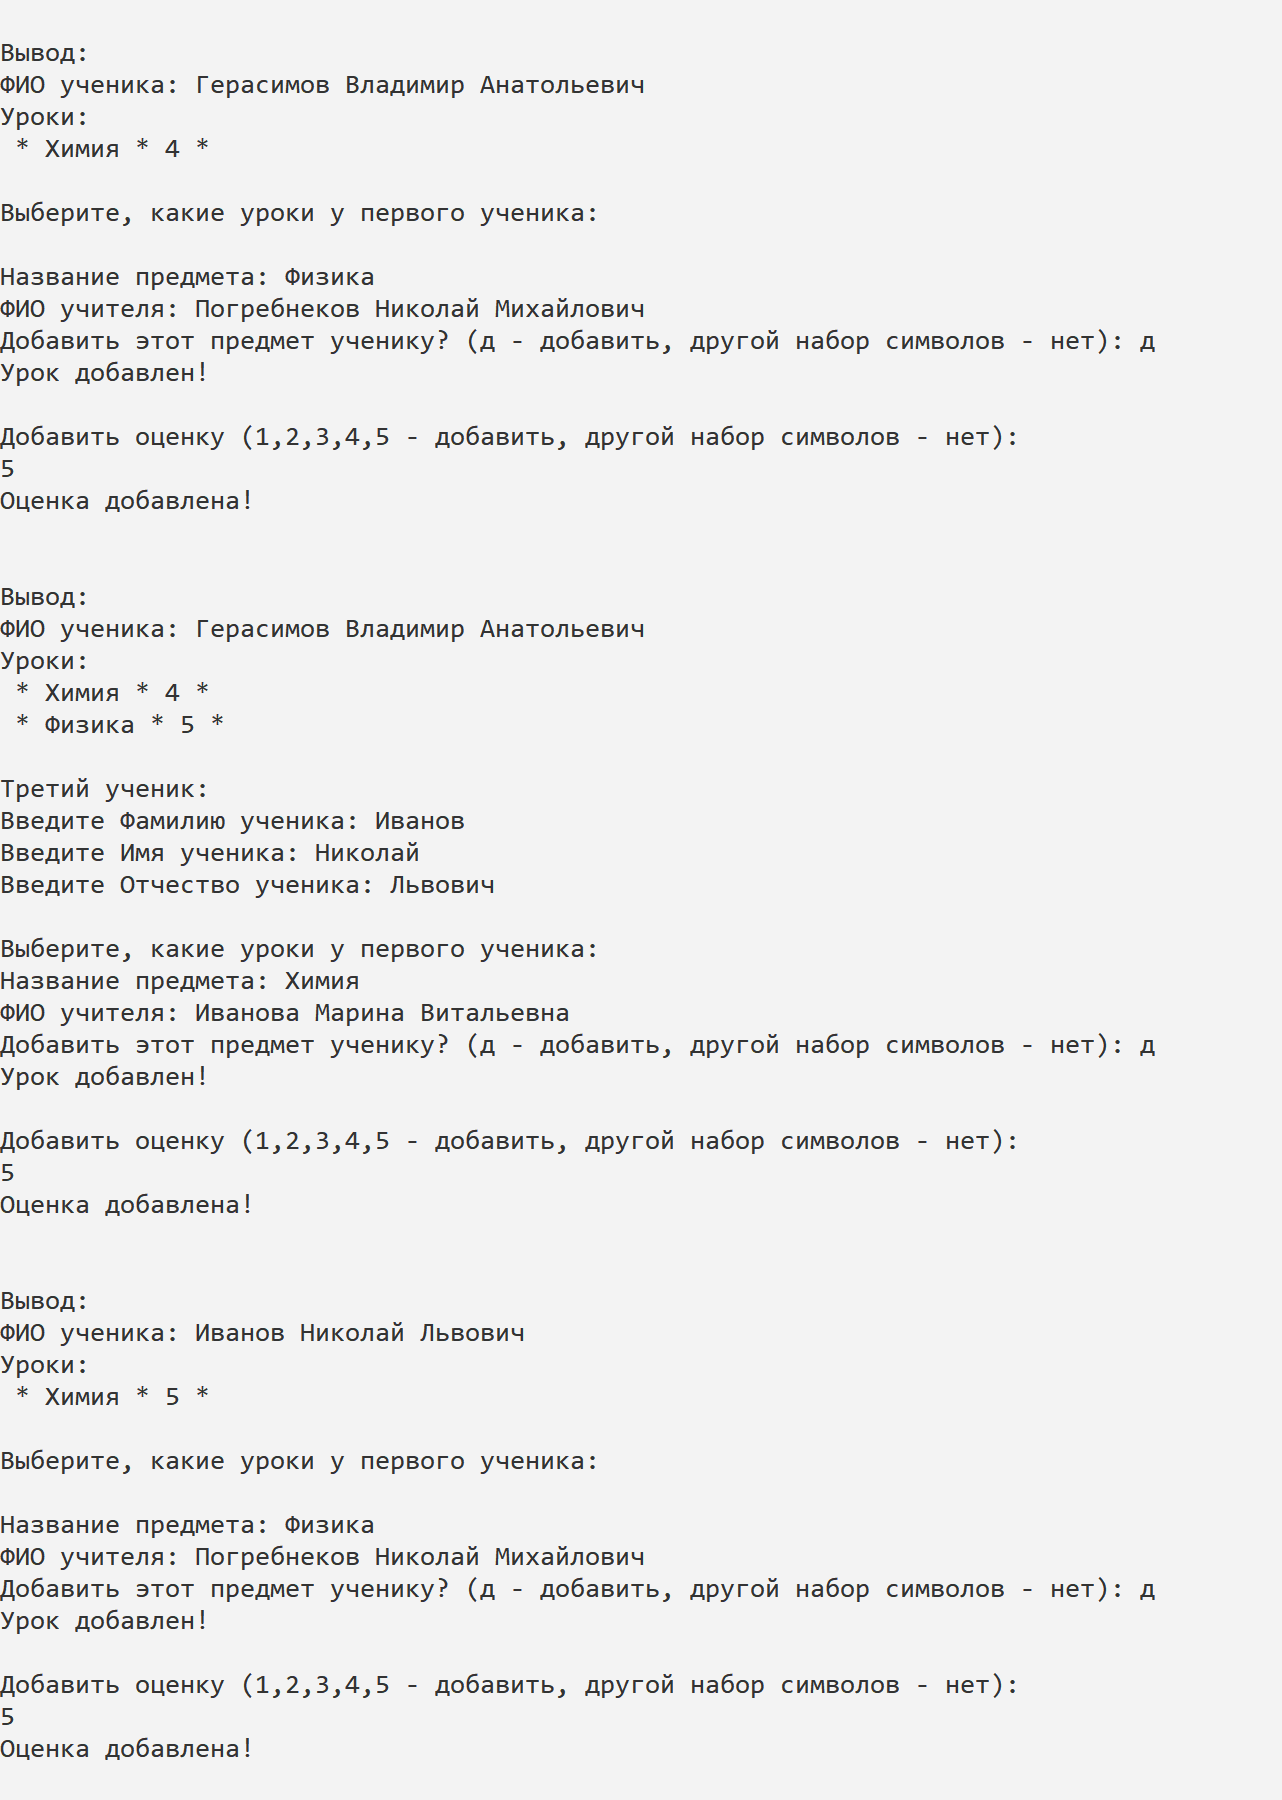 Вывод:
ФИО ученика: Герасимов Владимир Анатольевич
Уроки:
 * Химия * 4 *
Выберите, какие уроки у первого ученика:
Название предмета: Физика
ФИО учителя: Погребнеков Николай Михайлович
Добавить этот предмет ученику? (д - добавить, другой набор символов - нет): д
Урок добавлен!
Добавить оценку (1,2,3,4,5 - добавить, другой набор символов - нет):
5
Оценка добавлена!
Вывод:
ФИО ученика: Герасимов Владимир Анатольевич
Уроки:
 * Химия * 4 *
 * Физика * 5 *
Третий ученик:
Введите Фамилию ученика: Иванов
Введите Имя ученика: Николай
Введите Отчество ученика: Львович
Выберите, какие уроки у первого ученика:
Название предмета: Химия
ФИО учителя: Иванова Марина Витальевна
Добавить этот предмет ученику? (д - добавить, другой набор символов - нет): д
Урок добавлен!
Добавить оценку (1,2,3,4,5 - добавить, другой набор символов - нет):
5
Оценка добавлена!
Вывод:
ФИО ученика: Иванов Николай Львович
Уроки:
 * Химия * 5 *
Выберите, какие уроки у первого ученика:
Название предмета: Физика
ФИО учителя: Погребнеков Николай Михайлович
Добавить этот предмет ученику? (д - добавить, другой набор символов - нет): д
Урок добавлен!
Добавить оценку (1,2,3,4,5 - добавить, другой набор символов - нет):
5
Оценка добавлена!